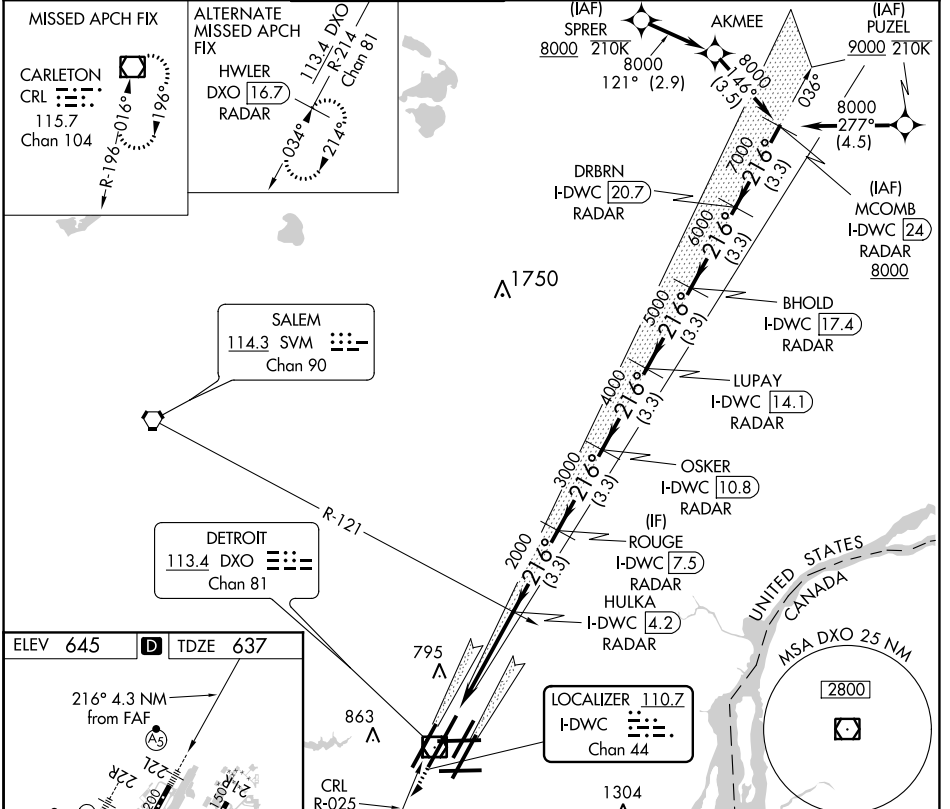 MISSED APCH FIX
CARLETON
CRL
115.7
Chan 104
R-196
016°
196°
ALTERNATE
MISSED APCH
FIX
HWLER
DXO 16.7
RADAR
113.4 DXO
R-214
Chan 81
034°
214°
(IAF)
SPRER
8000 210K
8000
121° (2.9)
AKMEE
8000
146°
(3.5)
036°
(IAF)
PUZEL
9000 210K
8000
277°
(4.5)
(IAF)
MCOMB
I-DWC 24
RADAR
8000
7000
216°
(3.3)
DRBRN
I-DWC 20.7
RADAR
6000
216°
(3.3)
BHOLD
I-DWC 17.4
RADAR
5000
216°
(3.3)
LUPAY
I-DWC 14.1
RADAR
4000
216°
(3.3)
OSKER
I-DWC 10.8
RADAR
3000
216°
(3.3)
(IF)
ROUGE
I-DWC 7.5
RADAR
2000
216°
(3.3)
HULKA
I-DWC 4.2
RADAR
1750
SALEM
114.3 SVM
Chan 90
R-121
DETROIT
113.4 DXO
Chan 81
UNITED STATES
CANADA
MSA DXO 25 NM
2800
LOCALIZER 110.7
I-DWC
Chan 44
795
863
1304
CRL
R-025
ELEV 645 D TDZE 637
216° 4.3 NM
from FAF
A5
22R
22L
21R